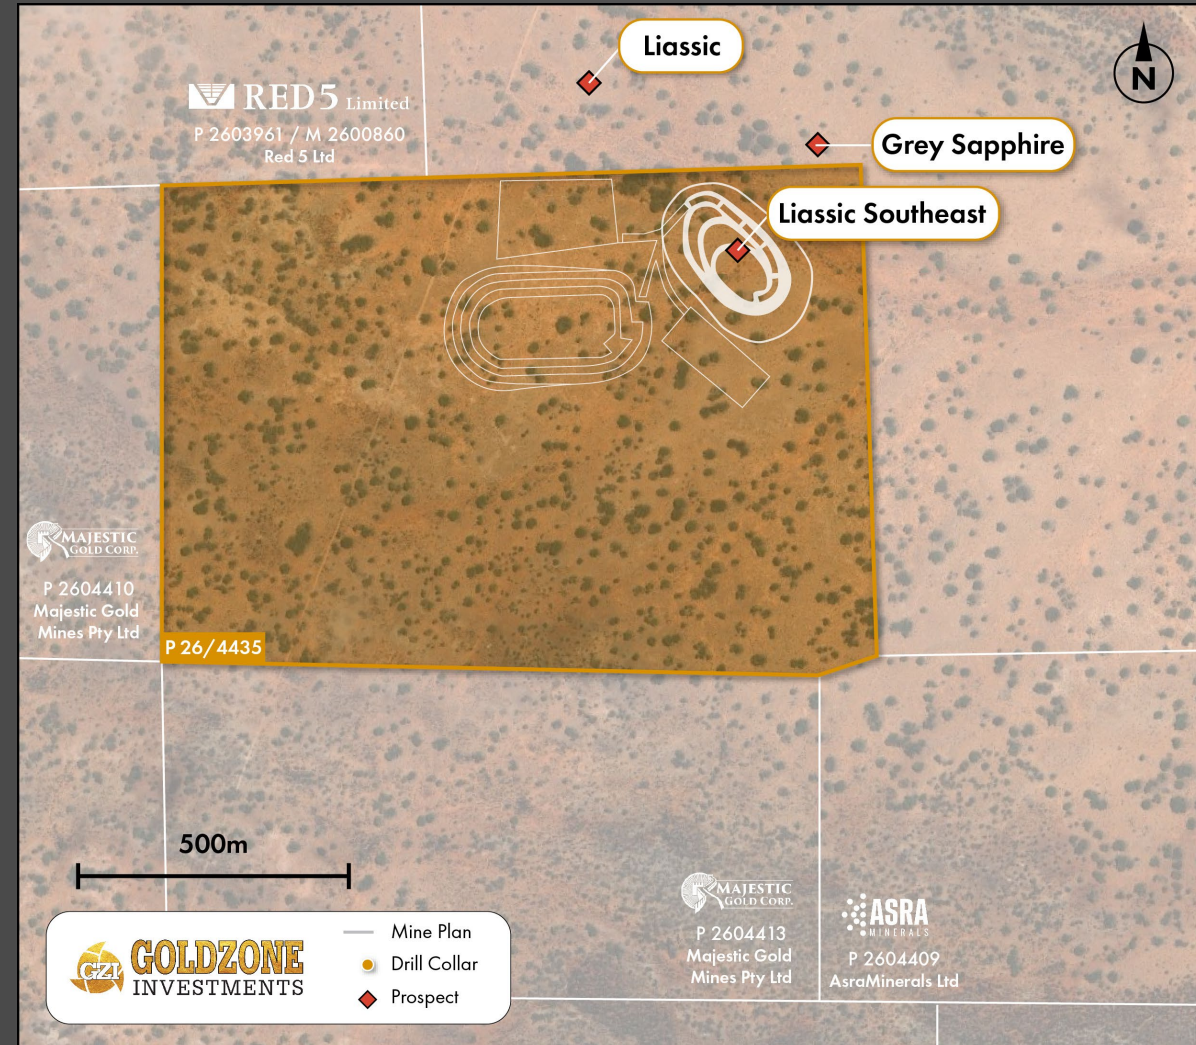 Liassic
N
RED5 Limited
P 2603961 / M 2600860
Red 5 Ltd
Grey Sapphire
Liassic Southeast
MAJESTIC
GOLD CORP.
P 2604410
Majestic Gold
Mines Pty Ltd
P 26/4435
500m
MAJESTIC
GOLD CORP.
P 2604413
Majestic Gold
Mines Pty Ltd
ASRA
MINERALS
P 2604409
AsraMinerals Ltd
GZI
GOLDZONE
INVESTMENTS
Mine Plan
Drill Collar
Prospect